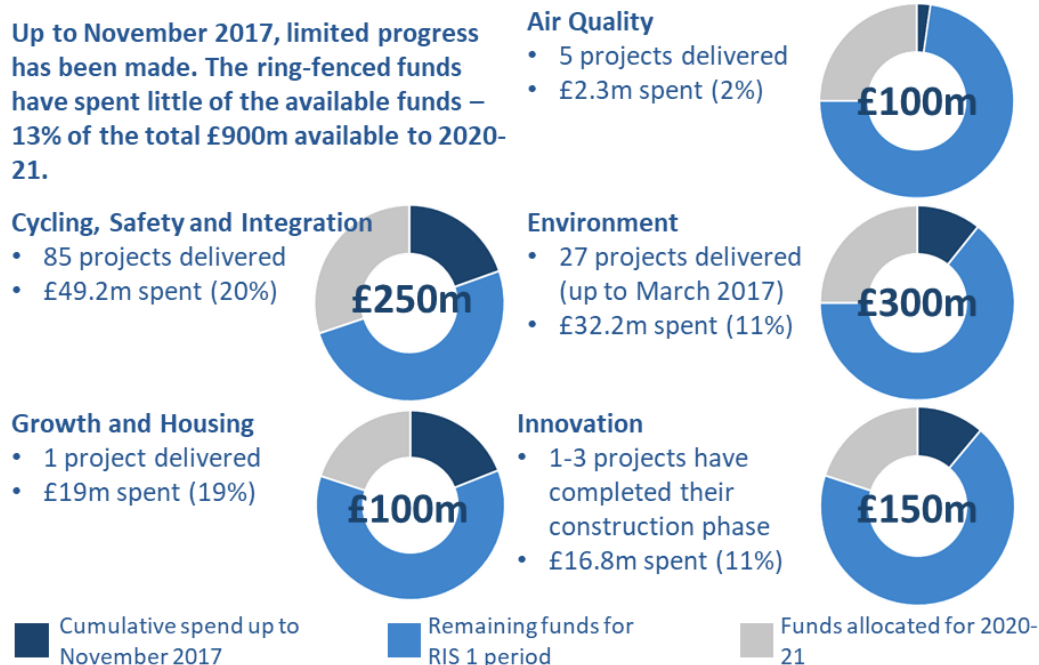 Up to November 2017, limited progress
has been made. The ring-fenced funds
have spent little of the available funds –
13% of the total £900m available to 2020-
21.
Air Quality
• 5 projects delivered
• £2.3m spent (2%)
£100m
Cycling, Safety and Integration
• 85 projects delivered
• £49.2m spent (20%)
£250m
Environment
• 27 projects delivered
(up to March 2017)
• £32.2m spent (11%)
£300m
Growth and Housing
• 1 project delivered
• £19m spent (19%)
£100m
Innovation
• 1-3 projects have
completed their
construction phase
• £16.8m spent (11%)
£150m
Cumulative spend up to
November 2017
Remaining funds for
RIS 1 period
Funds allocated for 2020-
21